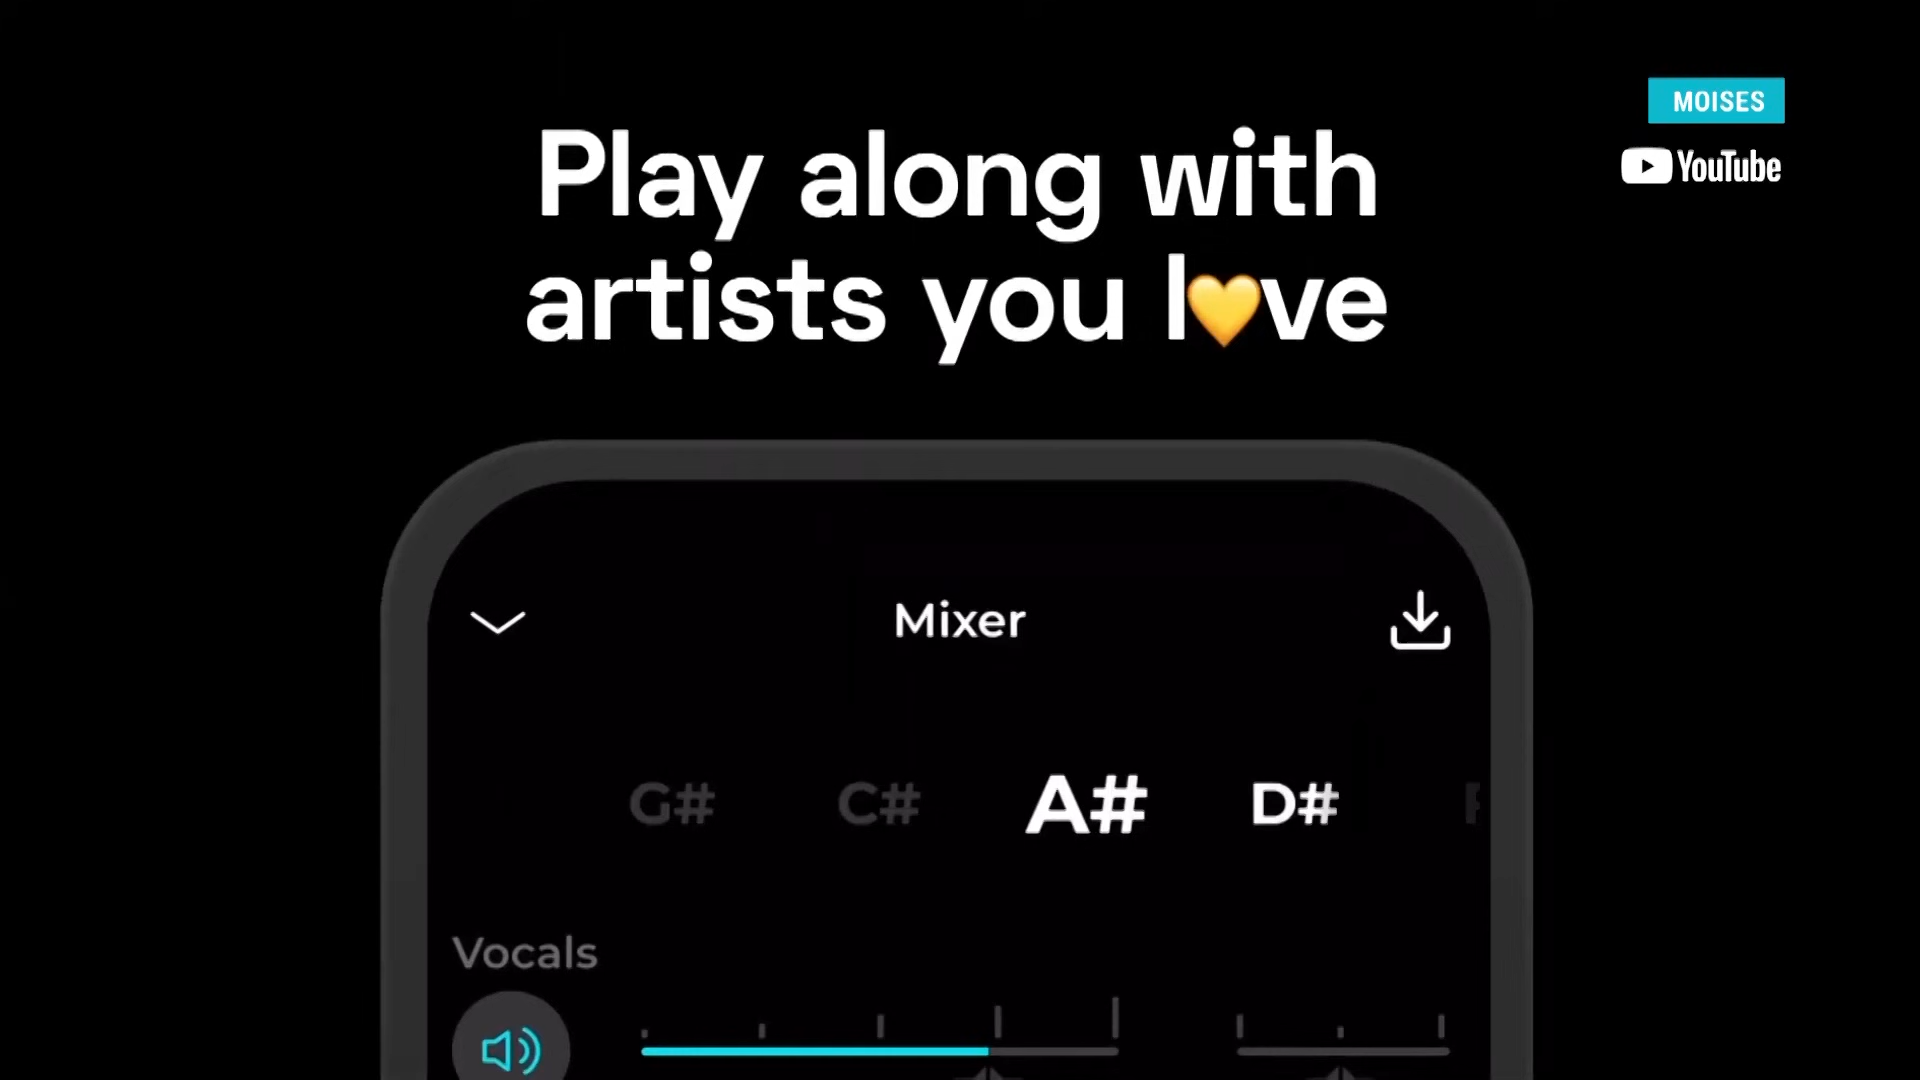 MOISES
YouTube
Play along with
artists you l💛ve
Mixer
G# C# A# D#
Vocals